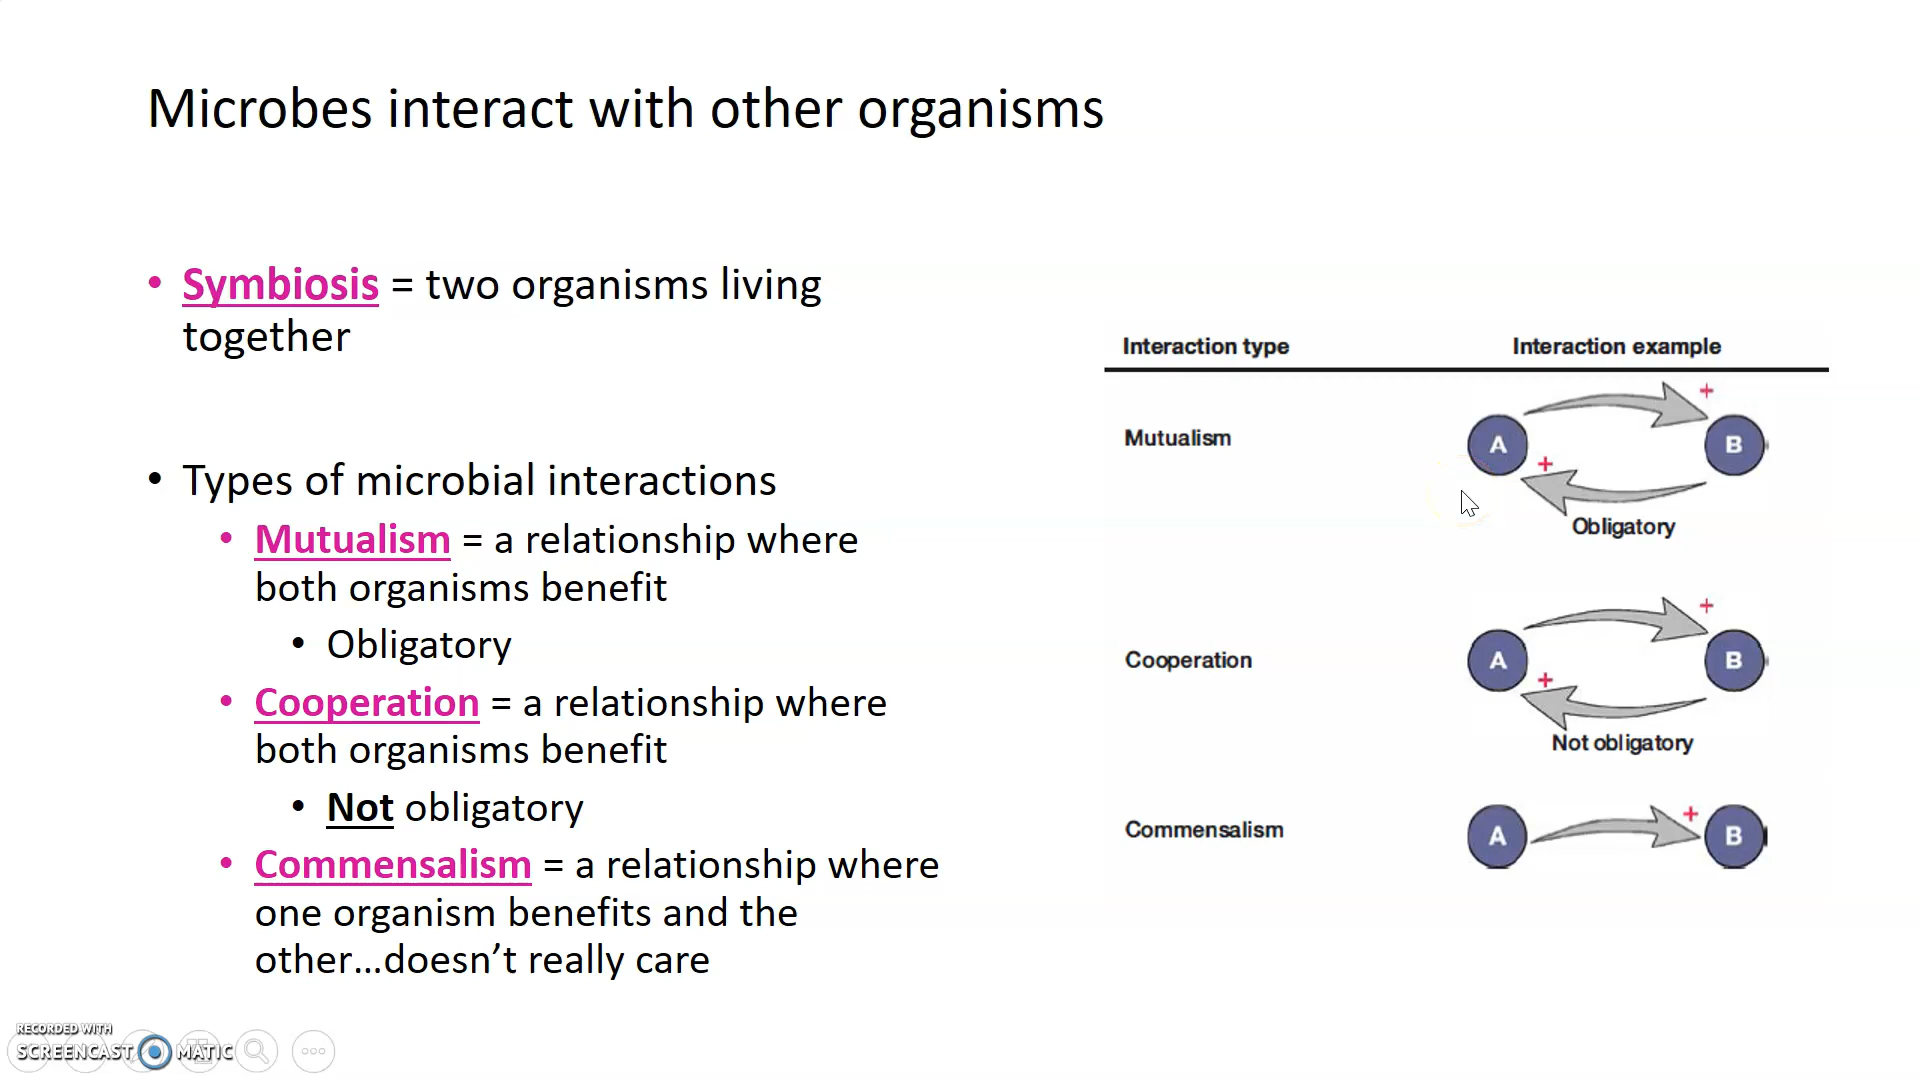 Microbes interact with other organisms
• Symbiosis = two organisms living
together
• Types of microbial interactions
• Mutualism = a relationship where
both organisms benefit
• Obligatory
• Cooperation = a relationship where
both organisms benefit
• Not obligatory
• Commensalism = a relationship where
one organism benefits and the
other…doesn’t really care
Interaction type Interaction example
Mutualism
A + B
+
Obligatory
Cooperation
A + B
+
Not obligatory
Commensalism
A + B
RECORDED WITH
SCREENCAST MATIC